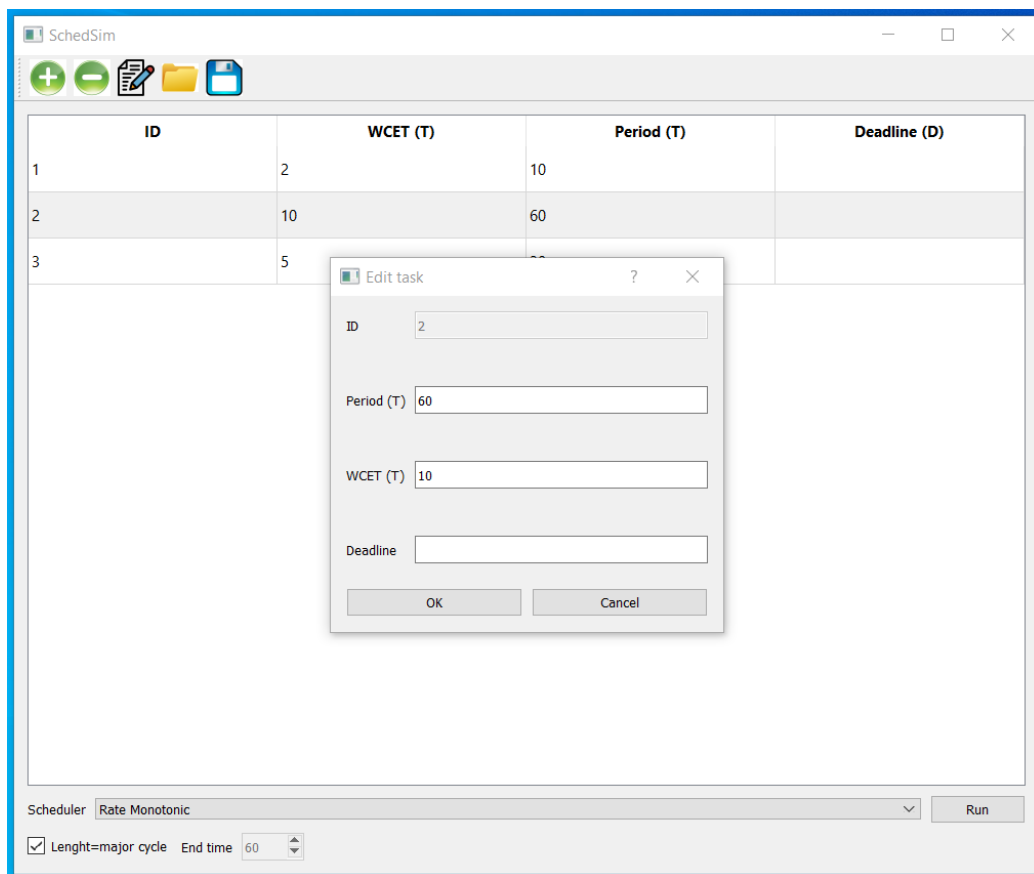 SchedSim
ID WCET (T) Period (T) Deadline (D)
1 2 10
2 10 60
3 5
Edit task ?
ID 2
Period (T) 60
WCET (T) 10
Deadline
OK Cancel
Scheduler Rate Monotonic Run
Lenght=major cycle End time 60